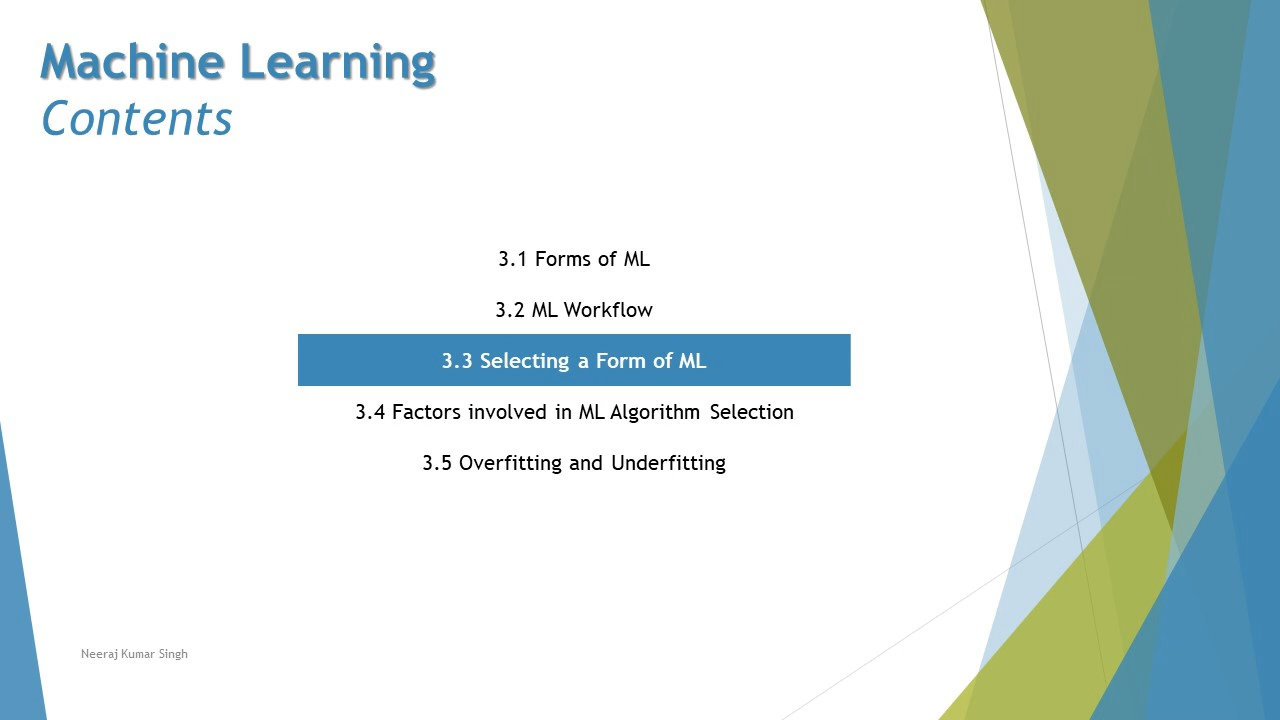 Machine Learning
Contents
3.1 Forms of ML
3.2 ML Workflow
3.3 Selecting a Form of ML
3.4 Factors involved in ML Algorithm Selection
3.5 Overfitting and Underfitting
Neeraj Kumar Singh